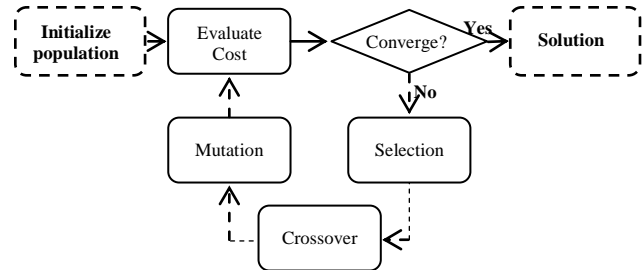 Initialize
population
Evaluate
Cost
Converge?
Yes
Solution
No
Mutation
Selection
Crossover